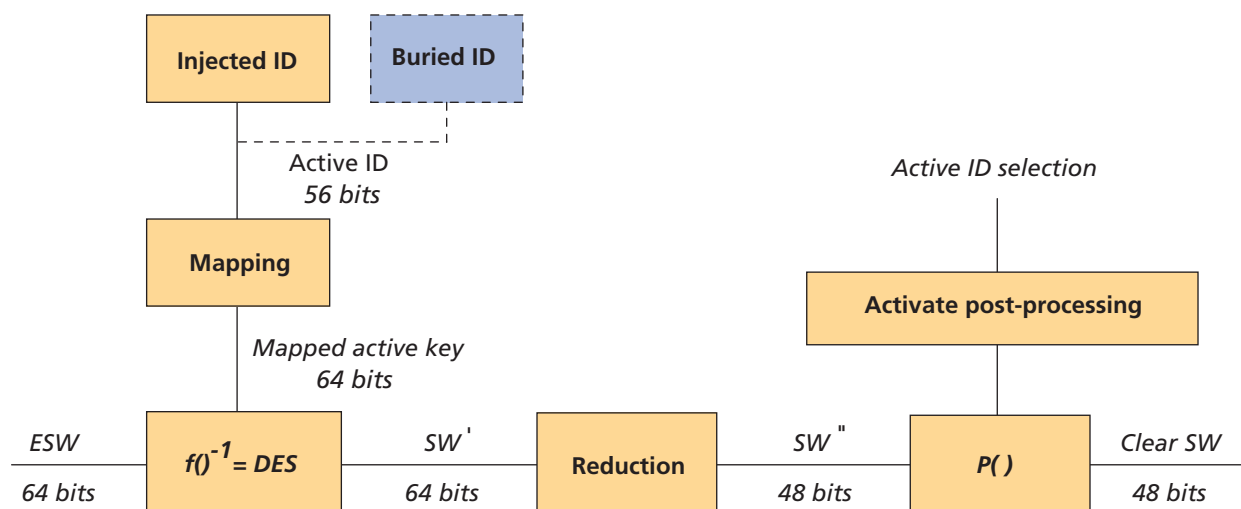 Injected ID
Buried ID
Active ID
56 bits
Active ID selection
Mapping
Activate post-processing
Mapped active key
64 bits
ESW
64 bits
f()-1 = DES
SW '
64 bits
Reduction
SW "
48 bits
P( )
Clear SW
48 bits